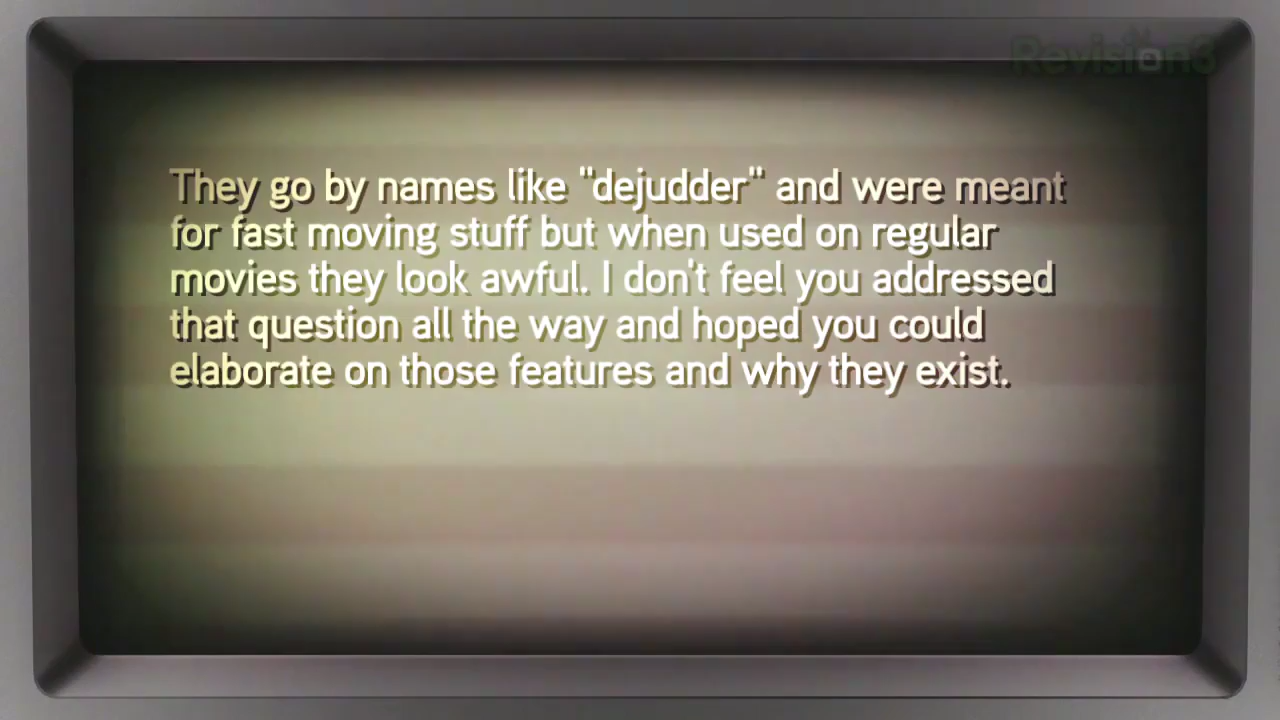 Revision3
They go by names like "dejudder" and were meant
for fast moving stuff but when used on regular
movies they look awful. I don't feel you addressed
that question all the way and hoped you could
elaborate on those features and why they exist.